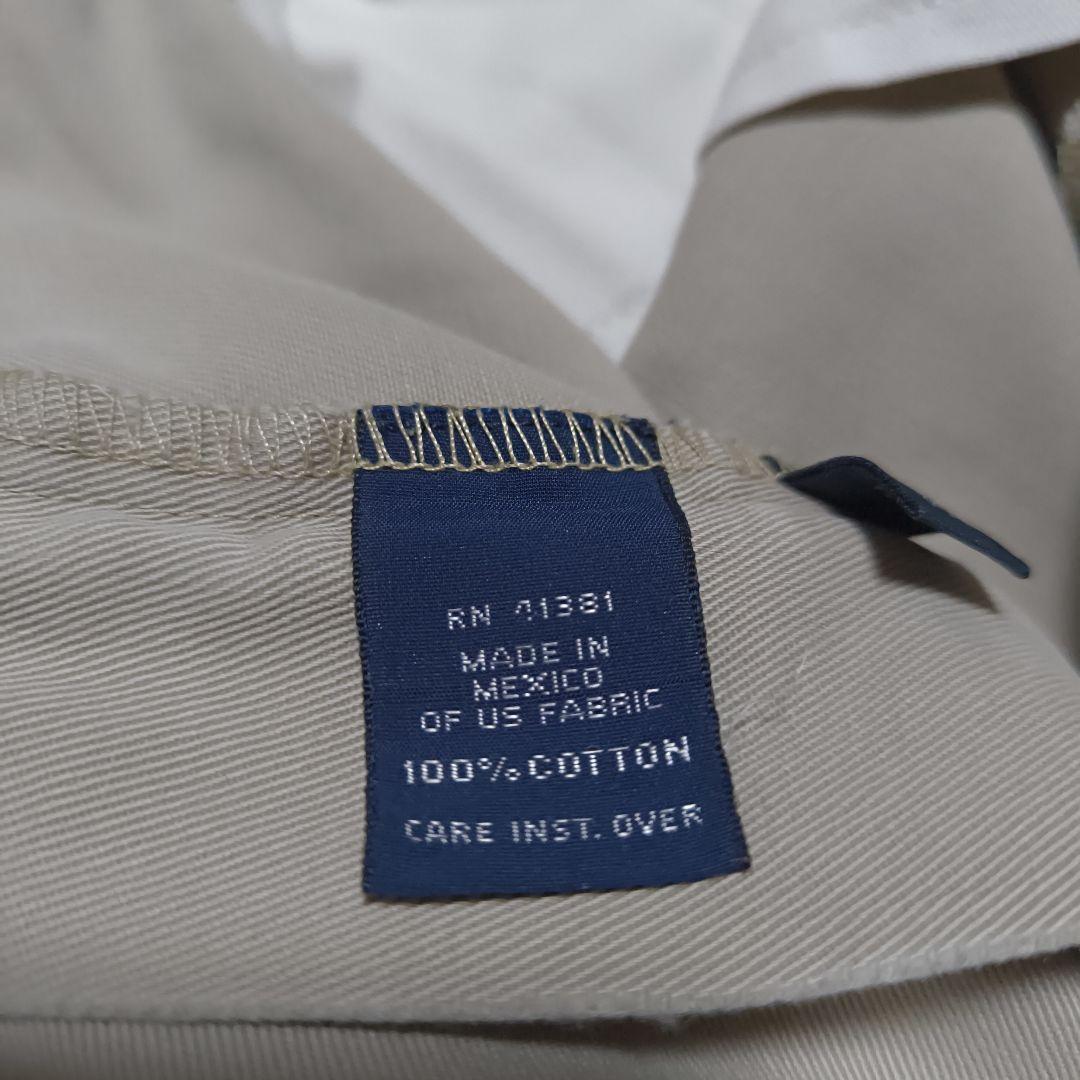 RN 41381
MADE IN
MEXICO
OF US FABRIC
100% COTTON
CARE INST. OVER